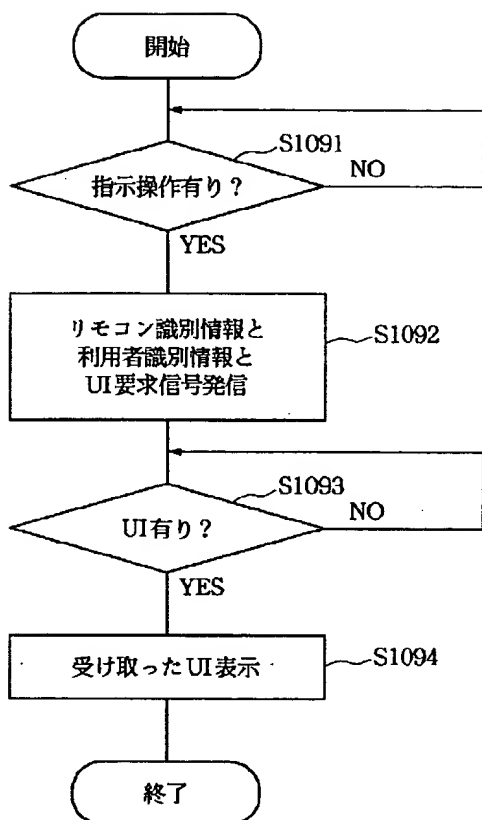 開始
S1091
指示操作有り？
NO
YES
リモコン識別情報と
利用者識別情報と
UI要求信号発信
S1092
S1093
UI有り？
NO
YES
受け取ったUI表示
S1094
終了